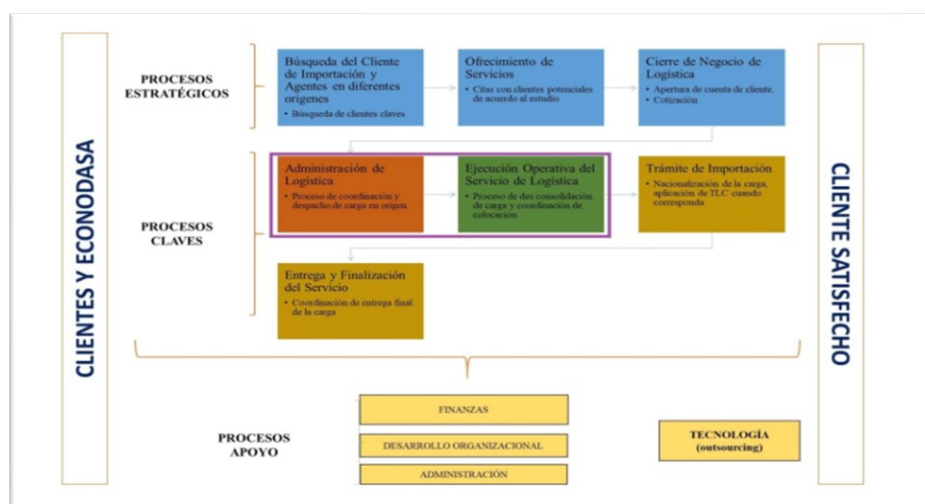 CLIENTES Y ECONODASA
PROCESOS
ESTRATÉGICOS
Búsqueda del Cliente
de Importación y
Agentes en diferentes
origenes
• Búsqueda de clientes claves
Ofrecimiento de
Servicios
• Citas con clientes potenciales
de acuerdo al estudio
Cierre de Negocio de
Logística
• Apertura de cuenta de cliente.
• Cotización
PROCESOS
CLAVES
Administración de
Logística
• Proceso de coordinación y
despacho de carga en origen.
Ejecución Operativa del
Servicio de Logística
• Proceso de des consolidación
de carga y coordinación de
colocación
Trámite de Importación
• Nacionalización de la carga,
aplicación de TLC cuando
corresponda
Entrega y Finalización
del Servicio
• Coordinación de entrega final
de la carga
PROCESOS
APOYO
FINANZAS
DESARROLLO ORGANIZACIONAL
ADMINISTRACIÓN
TECNOLOGÍA
(outsourcing)
CLIENTE SATISFECHO